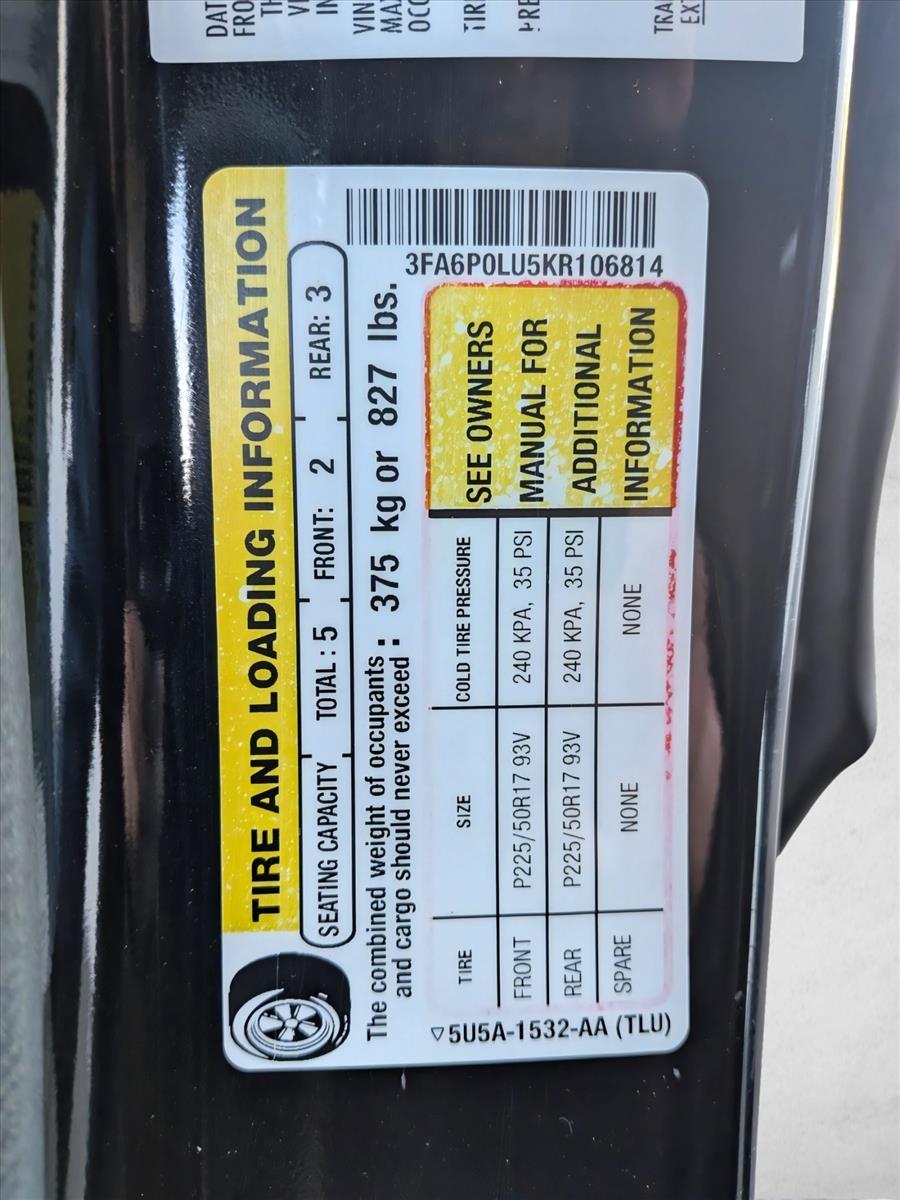 TIRE AND LOADING INFORMATION
SEATING CAPACITY TOTAL : 5 FRONT: 2 REAR: 3
The combined weight of occupants
and cargo should never exceed : 375 kg or 827 lbs.
3FA6P0LU5KR106814
TIRE SIZE COLD TIRE PRESSURE
FRONT P225/50R17 93V 240 KPA, 35 PSI
REAR P225/50R17 93V 240 KPA, 35 PSI
SPARE NONE NONE
SEE OWNERS
MANUAL FOR
ADDITIONAL
INFORMATION
▽5U5A-1532-AA (TLU)